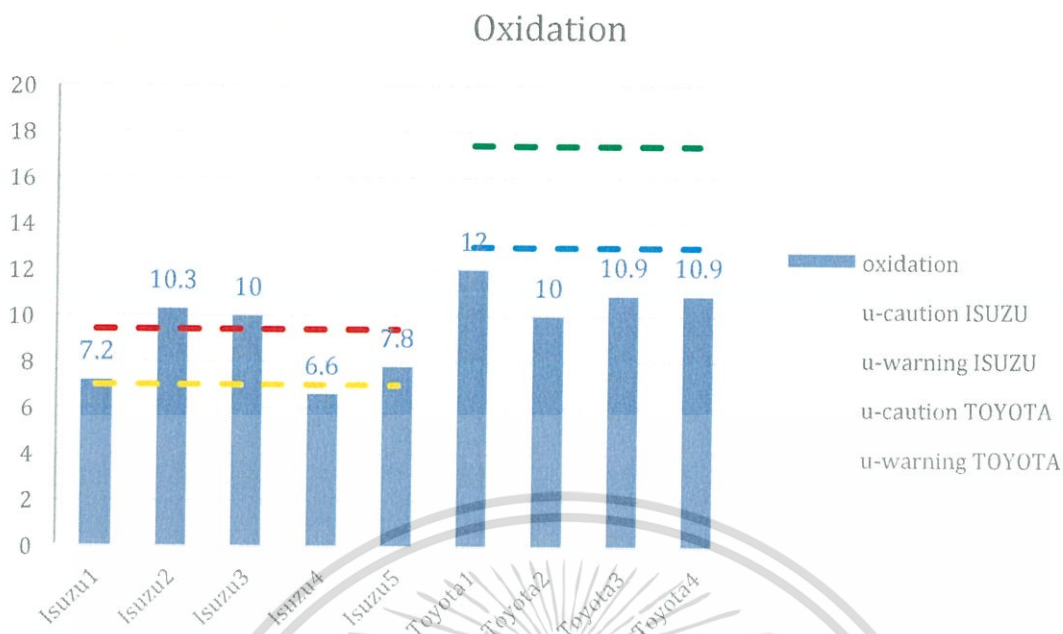 Oxidation
20
18
16
14
12
10
8
6
4
2
0
7.2
10.3
10
6.6
7.8
12
10
10.9
10.9
Isuzu1
Isuzu2
Isuzu3
Isuzu4
Isuzu5
Toyota1
Toyota2
Toyota3
Toyota4
oxidation
u-caution ISUZU
u-warning ISUZU
u-caution TOYOTA
u-warning TOYOTA